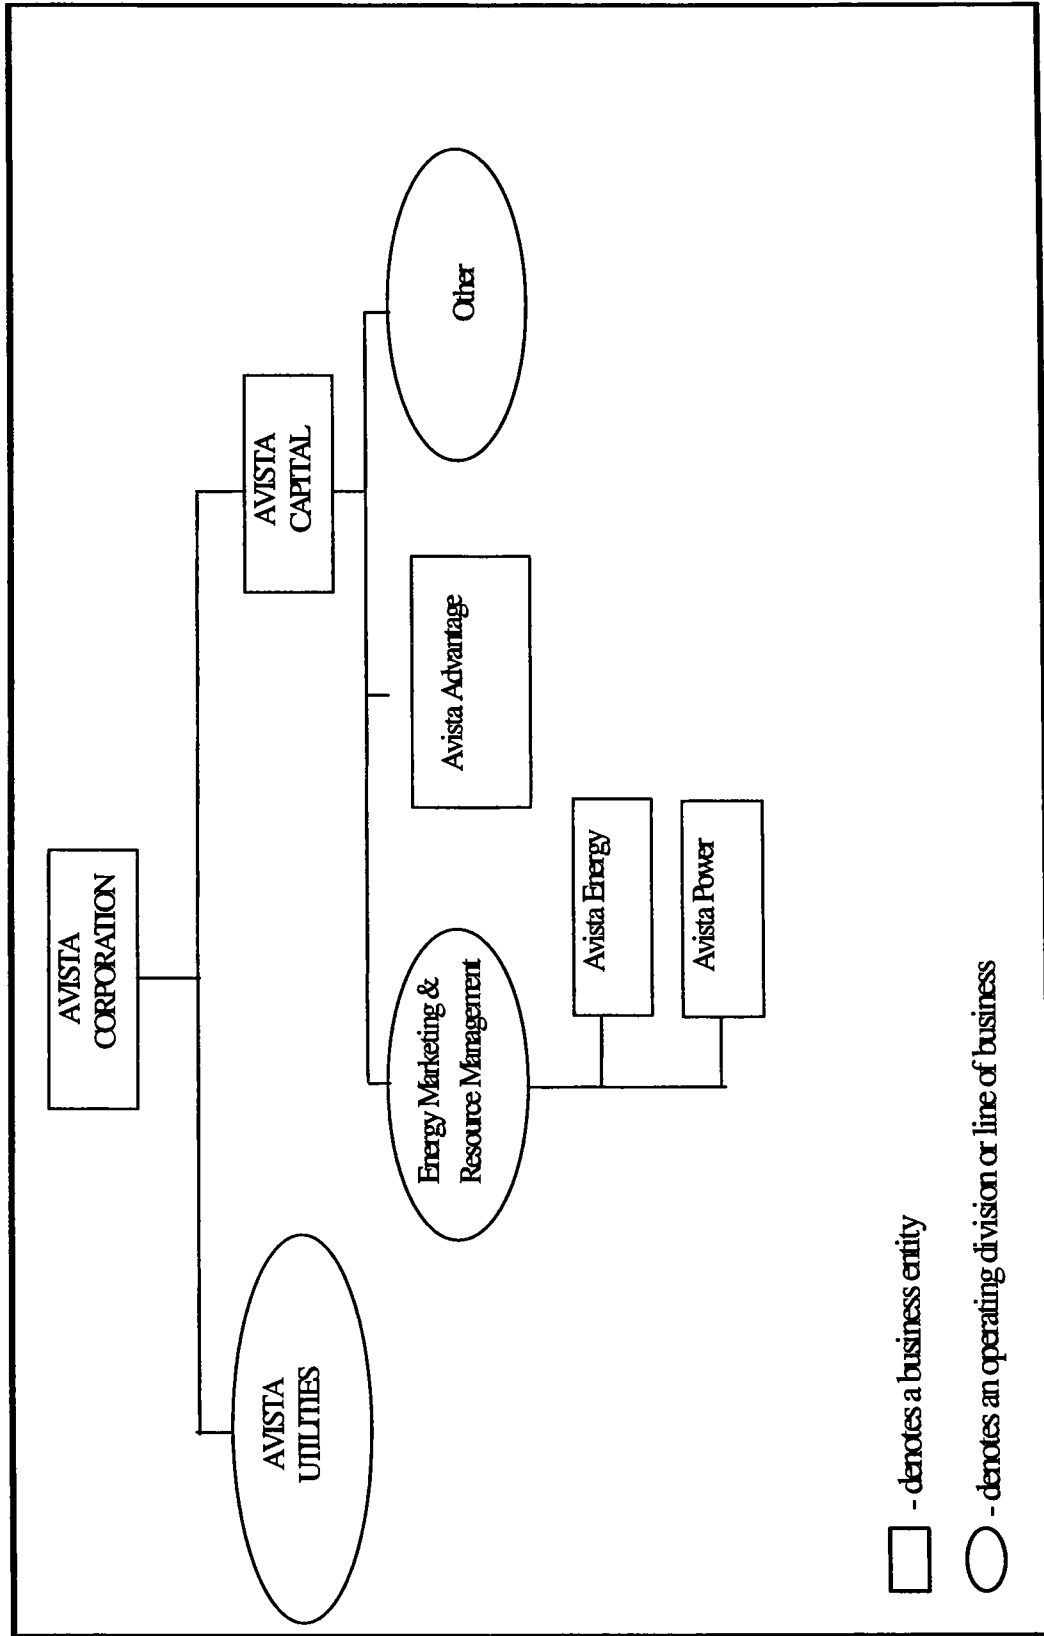 AVISTA
CORPORATION
AVISTA
UTILITIES
AVISTA
CAPITAL
Energy Marketing &
Resource Management
Avista Advantage
Other
Avista Energy
Avista Power
- denotes a business entity
- denotes an operating division or line of business